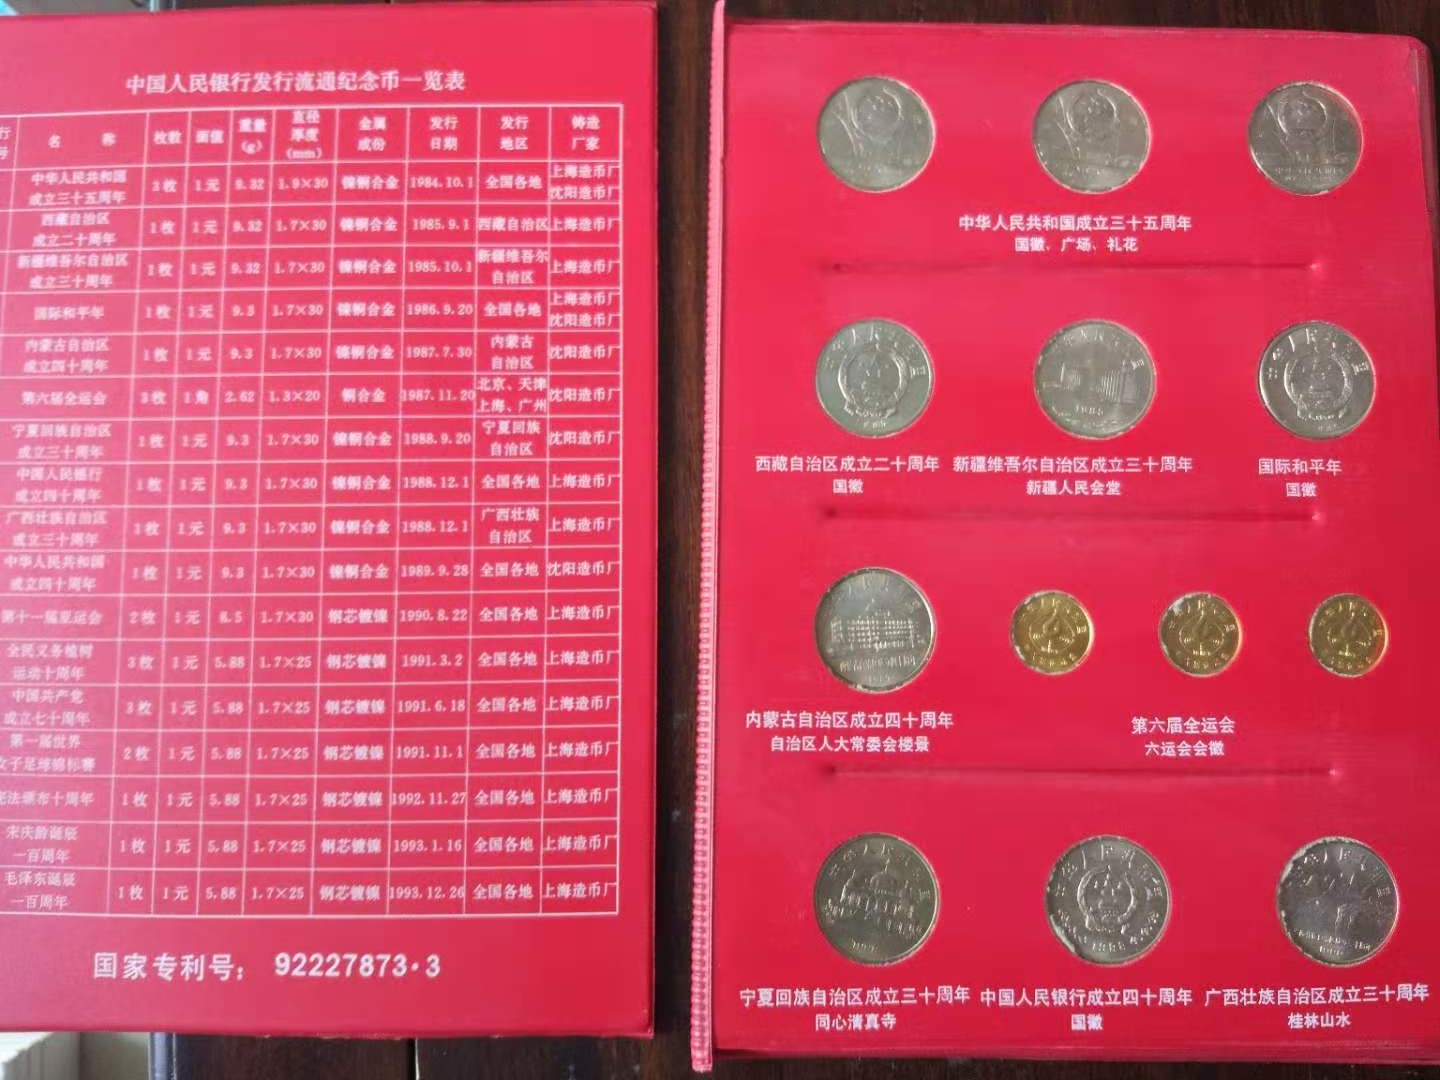 中国人民银行发行流通纪念币一览表
行号 名称 枚数 面值 重量(g) 直径厚度(mm) 金属成份 发行日期 发行地区 铸造厂家
中华人民共和国成立三十五周年 3枚 1元 9.32 1.9×30 镍铜合金 1984.10.1 全国各地 上海造币厂 沈阳造币厂
西藏自治区成立二十周年 1枚 1元 9.32 1.7×30 镍铜合金 1985.9.1 西藏自治区 上海造币厂
新疆维吾尔自治区成立三十周年 1枚 1元 9.32 1.7×30 镍铜合金 1985.10.1 新疆维吾尔自治区 上海造币厂
国际和平年 1枚 1元 9.3 1.7×30 镍铜合金 1986.9.20 全国各地 上海造币厂 沈阳造币厂
内蒙古自治区成立四十周年 1枚 1元 9.3 1.7×30 镍铜合金 1987.7.30 内蒙古自治区 沈阳造币厂
第六届全运会 3枚 1角 2.62 1.3×20 铜合金 1987.11.20 北京、天津上海、广州 沈阳造币厂
宁夏回族自治区成立三十周年 1枚 1元 9.3 1.7×30 镍铜合金 1988.9.20 宁夏回族自治区 沈阳造币厂
中国人民银行成立四十周年 1枚 1元 9.3 1.7×30 镍铜合金 1988.12.1 全国各地 上海造币厂
广西壮族自治区成立三十周年 1枚 1元 9.3 1.7×30 镍铜合金 1988.12.1 广西壮族自治区 上海造币厂
中华人民共和国成立四十周年 1枚 1元 9.3 1.7×30 镍铜合金 1989.9.28 全国各地 沈阳造币厂
第十一届亚运会 2枚 1元 6.5 1.7×30 钢芯镀镍 1990.8.22 全国各地 上海造币厂
全民义务植树运动十周年 3枚 1元 5.88 1.7×25 钢芯镀镍 1991.3.2 全国各地 上海造币厂
中国共产党成立七十周年 3枚 1元 5.88 1.7×25 钢芯镀镍 1991.6.18 全国各地 上海造币厂
第一届世界女子足球锦标赛 2枚 1元 5.88 1.7×25 钢芯镀镍 1991.11.1 全国各地 上海造币厂
宪法颁布十周年 1枚 1元 5.88 1.7×25 钢芯镀镍 1992.11.27 全国各地 上海造币厂
宋庆龄诞辰一百周年 1枚 1元 5.88 1.7×25 钢芯镀镍 1993.1.16 全国各地 上海造币厂
毛泽东诞辰一百周年 1枚 1元 5.88 1.7×25 钢芯镀镍 1993.12.26 全国各地 上海造币厂
国家专利号：92227873·3
中华人民共和国成立三十五周年
国徽、广场、礼花
西藏自治区成立二十周年 新疆维吾尔自治区成立三十周年 国际和平年
国徽 新疆人民会堂 国徽
内蒙古自治区成立四十周年 第六届全运会
自治区人大常委会楼景 六运会会徽
宁夏回族自治区成立三十周年 中国人民银行成立四十周年 广西壮族自治区成立三十周年
同心清真寺 国徽 桂林山水